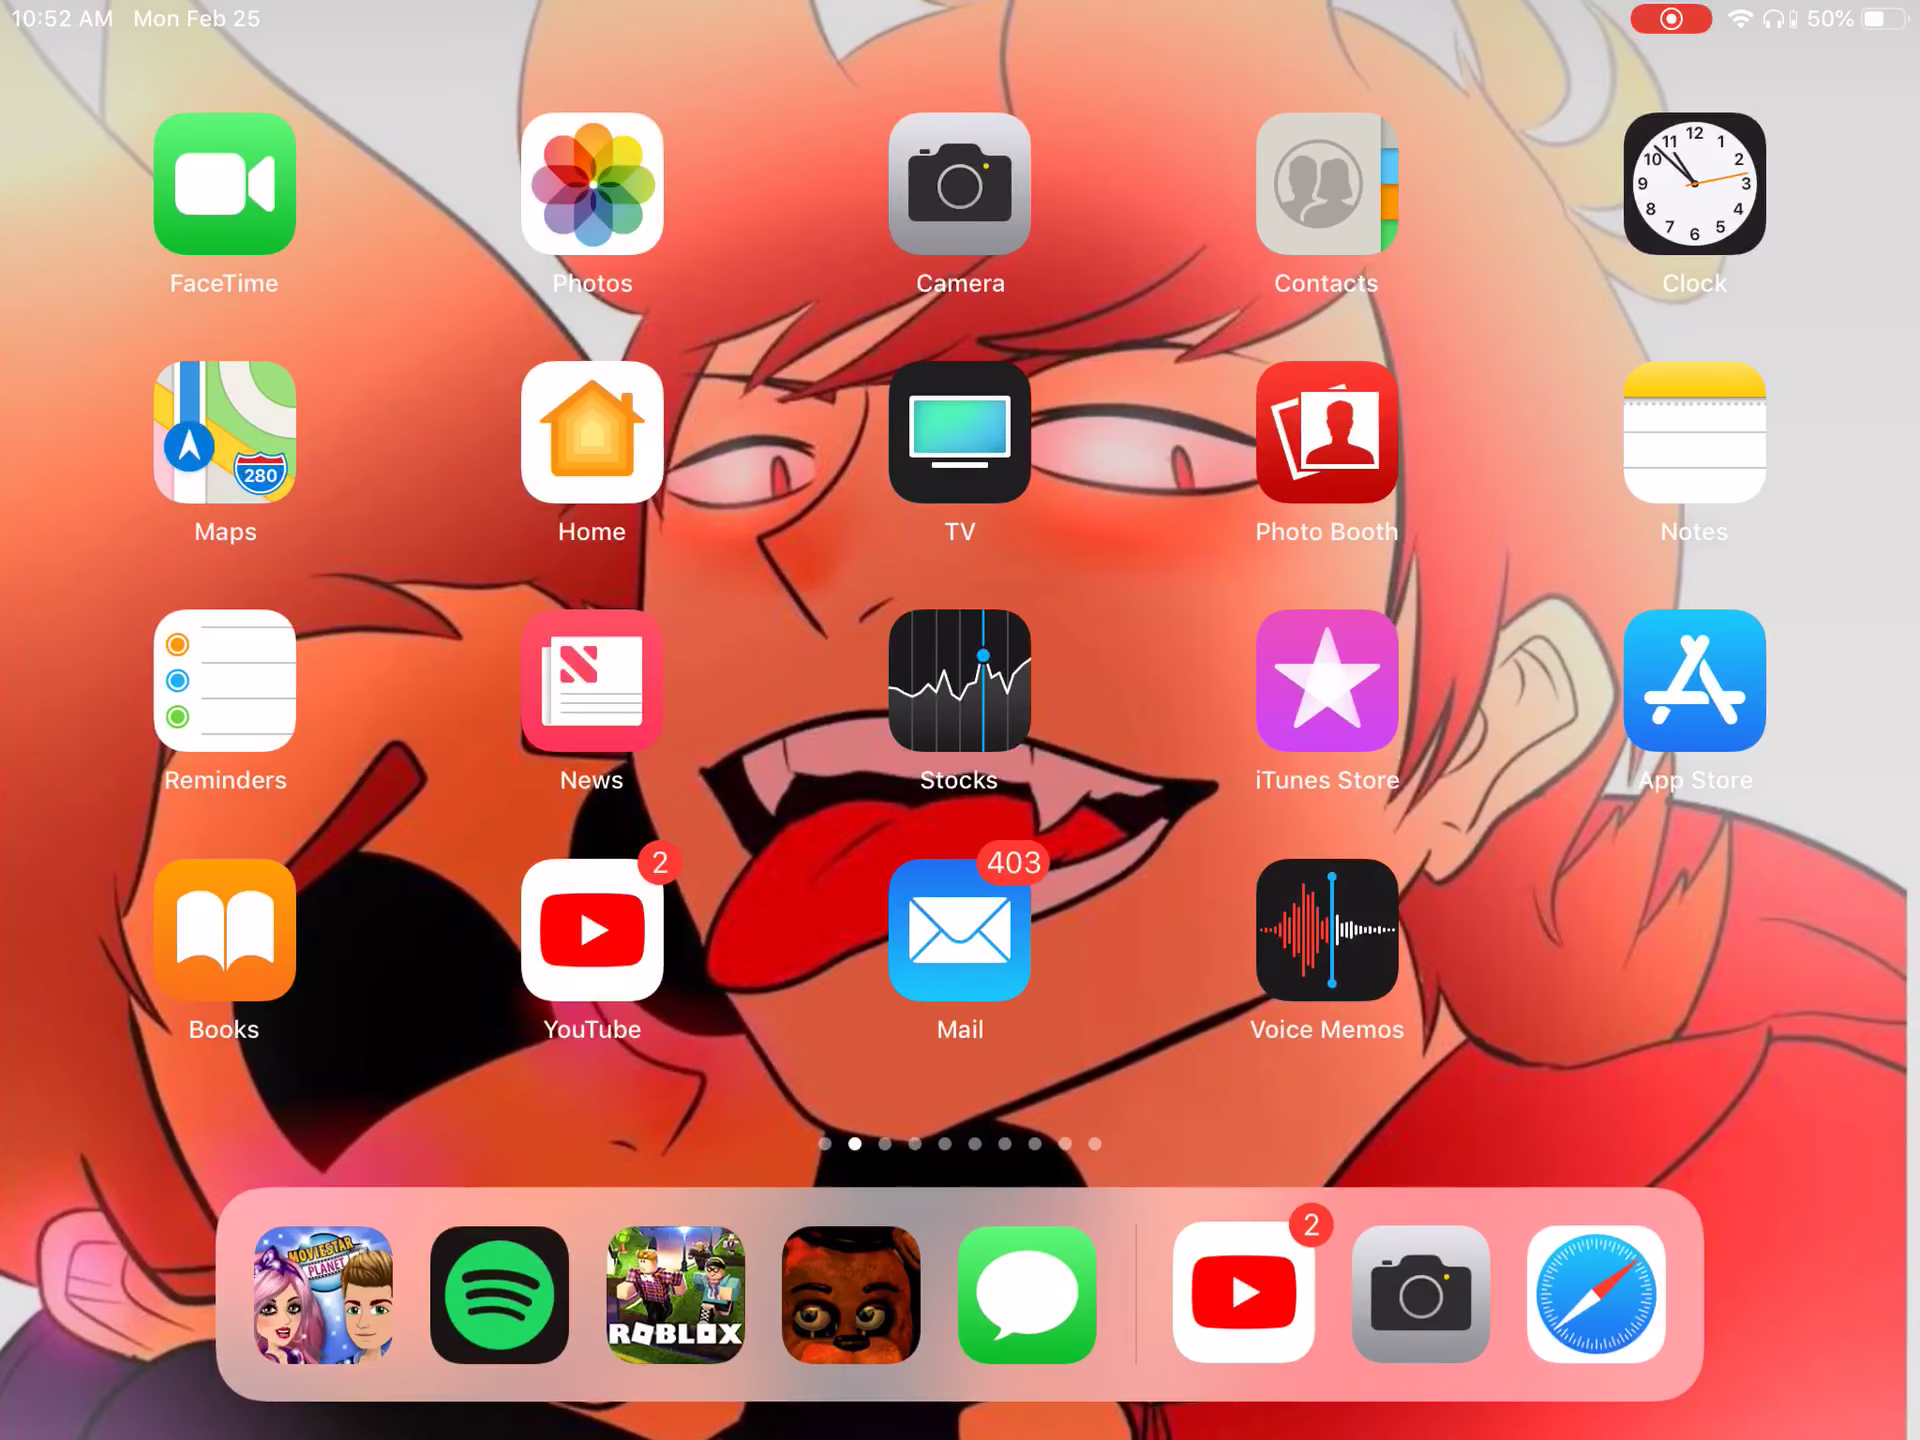 10:52 AM Mon Feb 25
50%
12
11 1
10 2
9 3
8 4
7 5
6
FaceTime Photos Camera Contacts Clock
280
Maps Home TV Photo Booth Notes
Reminders News Stocks iTunes Store App Store
2 403
Books YouTube Mail Voice Memos
2
MOVIESTAR
PLANET
ROBLOX